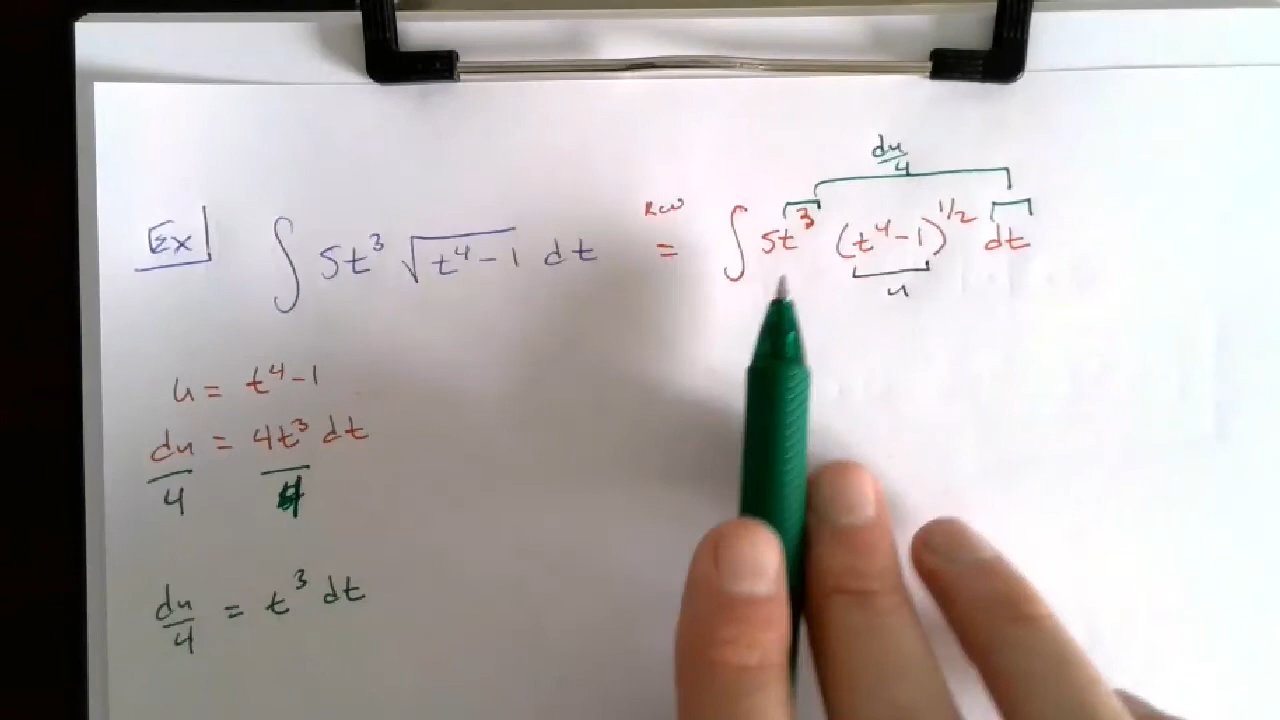 Ex ∫ 5t³ √(t⁴-1) dt
Rw
= ∫ 5t³ (t⁴-1)^1/2 dt
du/4
u
u = t⁴-1
du = 4t³ dt
4 4
du/4 = t³ dt